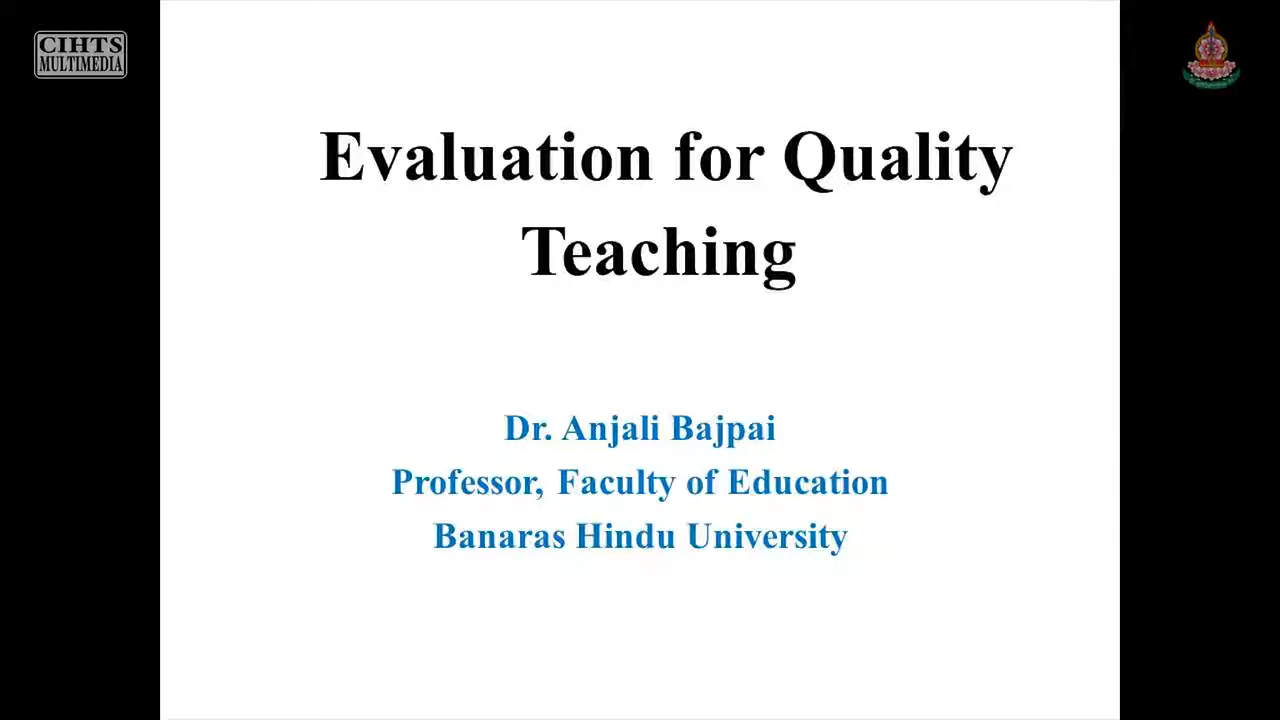 CIHTS
MULTIMEDIA
Evaluation for Quality
Teaching
Dr. Anjali Bajpai
Professor, Faculty of Education
Banaras Hindu University